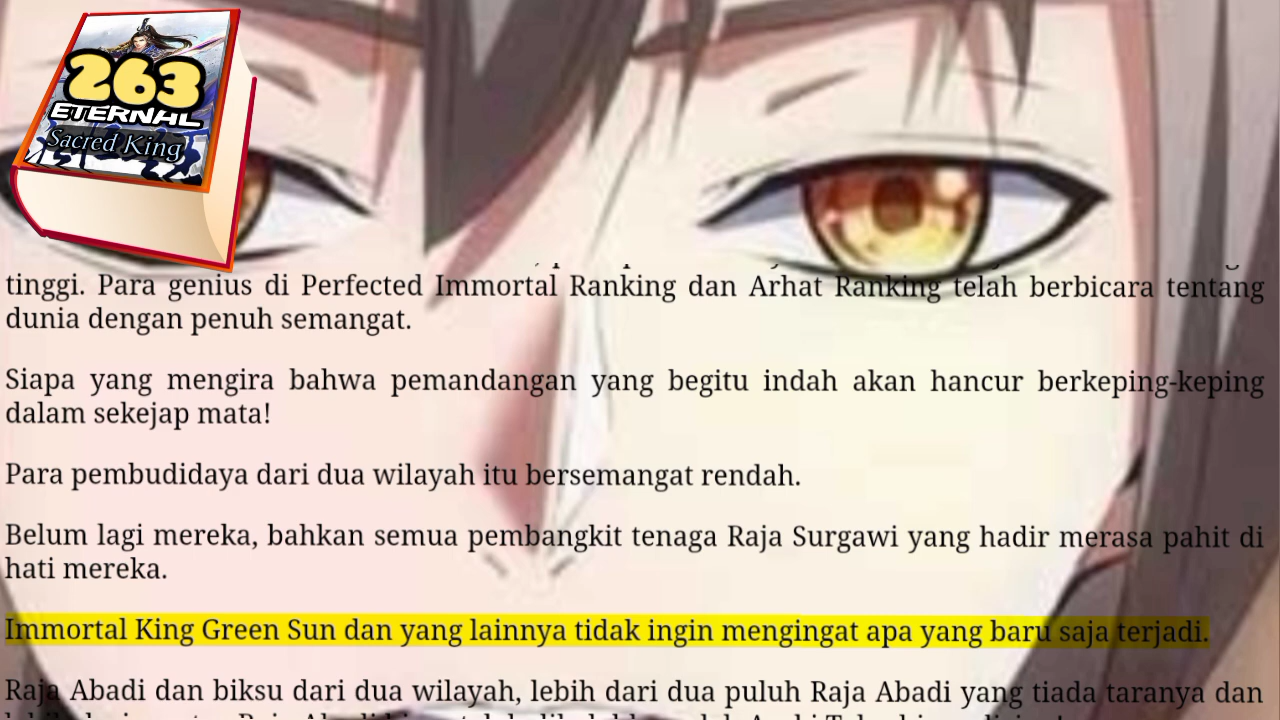 263
ETERNAL
Sacred King
tinggi. Para genius di Perfected Immortal Ranking dan Arhat Ranking telah berbicara tentang
dunia dengan penuh semangat.
Siapa yang mengira bahwa pemandangan yang begitu indah akan hancur berkeping-keping
dalam sekejap mata!
Para pembudidaya dari dua wilayah itu bersemangat rendah.
Belum lagi mereka, bahkan semua pembangkit tenaga Raja Surgawi yang hadir merasa pahit di
hati mereka.
Immortal King Green Sun dan yang lainnya tidak ingin mengingat apa yang baru saja terjadi.
Raja Abadi dan biksu dari dua wilayah, lebih dari dua puluh Raja Abadi yang tiada taranya dan